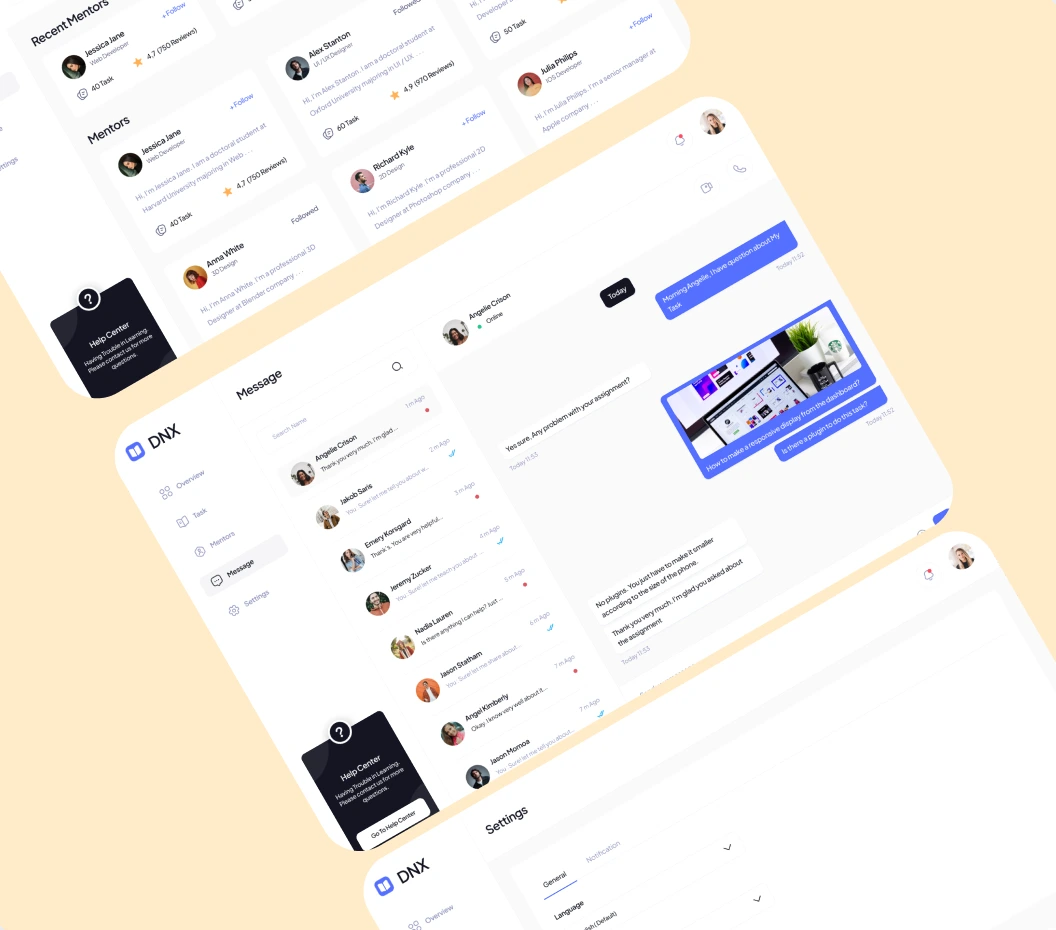 Recent Mentors
Jessica Jane
Web Developer
+ Follow
40 Task
4,7 (750 Reviews)
50 Task
Mentors
Jessica Jane
Web Developer
+ Follow
Hi, I'm Jessica Jane. I am a doctoral student at
Harvard University majoring in Web . . .
40 Task
4,7 (750 Reviews)
Alex Stanton
UI / UX Designer
Followed
Hi, I'm Alex Stanton. I am a doctoral student at
Oxford University majoring in UI / UX . . .
60 Task
4,9 (970 Reviews)
Julia Philips
IOS Developer
+ Follow
Hi, I'm Julia Philips. I'm a senior manager at
Apple company . . .
Anna White
3D Design
Followed
Hi, I'm Anna White. I'm a professional 3D
Designer at Blender company . . .
Richard Kyle
2D Design
+ Follow
Hi, I'm Richard Kyle. I'm a professional 2D
Designer at Photoshop company . . .
?
Help Center
Having Trouble in Learning.
Please contact us for more
questions.
DNX
Overview
Task
Mentors
Message
Settings
?
Help Center
Having Trouble in Learning.
Please contact us for more
questions.
Go To Help Center
Message
Search Name
Angelie Crison
Thank you very much. I'm glad ...
1 m Ago
Jakob Saris
You : Sure! let me tell you about w...
2 m Ago
Emery Korsgard
Thank's. You are very helpful...
3 m Ago
Jeremy Zucker
You : Sure! let me teach you about ...
4 m Ago
Nadia Lauren
Is there anything i can help? Just ...
5 m Ago
Jason Statham
You : Sure! let me share about...
6 m Ago
Angel Kimberly
Okay. I know very well about it...
7 m Ago
Jason Momoa
You : Sure! let me tell you about...
7 m Ago
Angelie Crison
Online
Today
Morning Angelie, I have question about My
Task
Today 11.52
Yes sure, Any problem with your assignment?
Today 11.53
How to make a responsive display from the dashboard?
Is there a plugin to do this task?
Today 11.52
No plugins. You just have to make it smaller
according to the size of the phone.
Thank you very much. I'm glad you asked about
the assignment
Today 11.53
DNX
Overview
Settings
General
Notification
Language